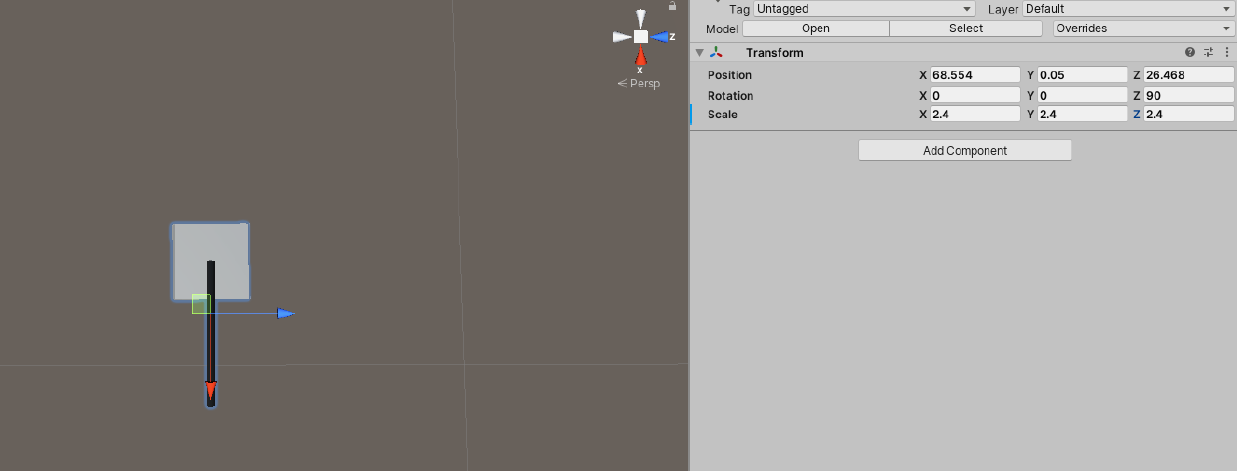 Tag Untagged Layer Default
Model Open Select Overrides
Transform
Position X 68.554 Y 0.05 Z 26.468
Rotation X 0 Y 0 Z 90
Scale X 2.4 Y 2.4 Z 2.4
Add Component
z
x
< Persp